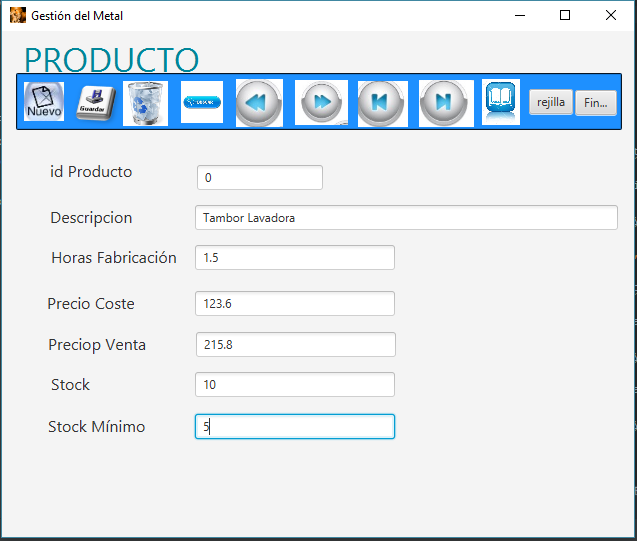 Gestión del Metal
PRODUCTO
Nuevo
Guardar
rejilla
Fin...
id Producto
0
Descripcion
Tambor Lavadora
Horas Fabricación
1.5
Precio Coste
123.6
Preciop Venta
215.8
Stock
10
Stock Mínimo
5